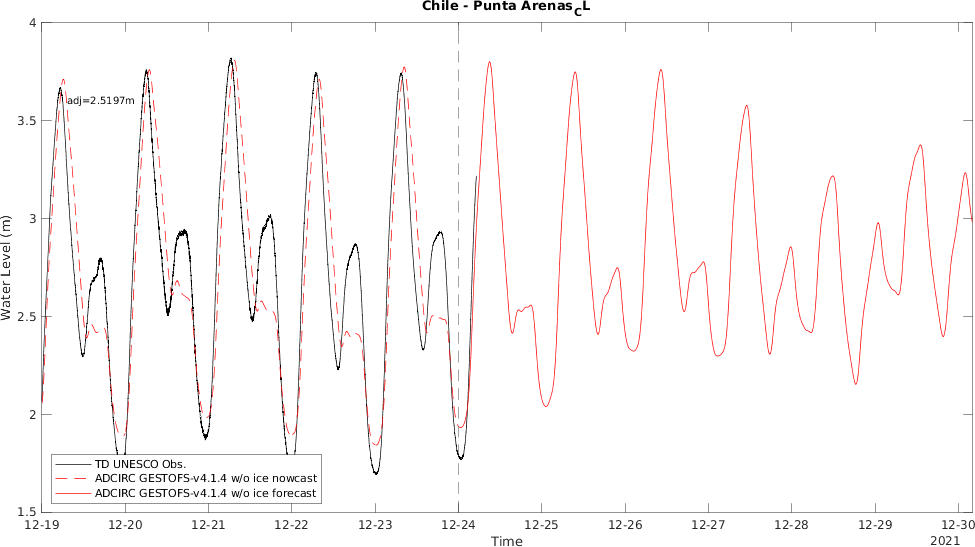 Chile - Punta Arenas_CL
4
3.5
3
2.5
2
1.5
Water Level (m)
adj=2.5197m
TD UNESCO Obs.
ADCIRC GESTOFS-v4.1.4 w/o ice nowcast
ADCIRC GESTOFS-v4.1.4 w/o ice forecast
12-19 12-20 12-21 12-22 12-23 12-24 12-25 12-26 12-27 12-28 12-29 12-30
Time
2021